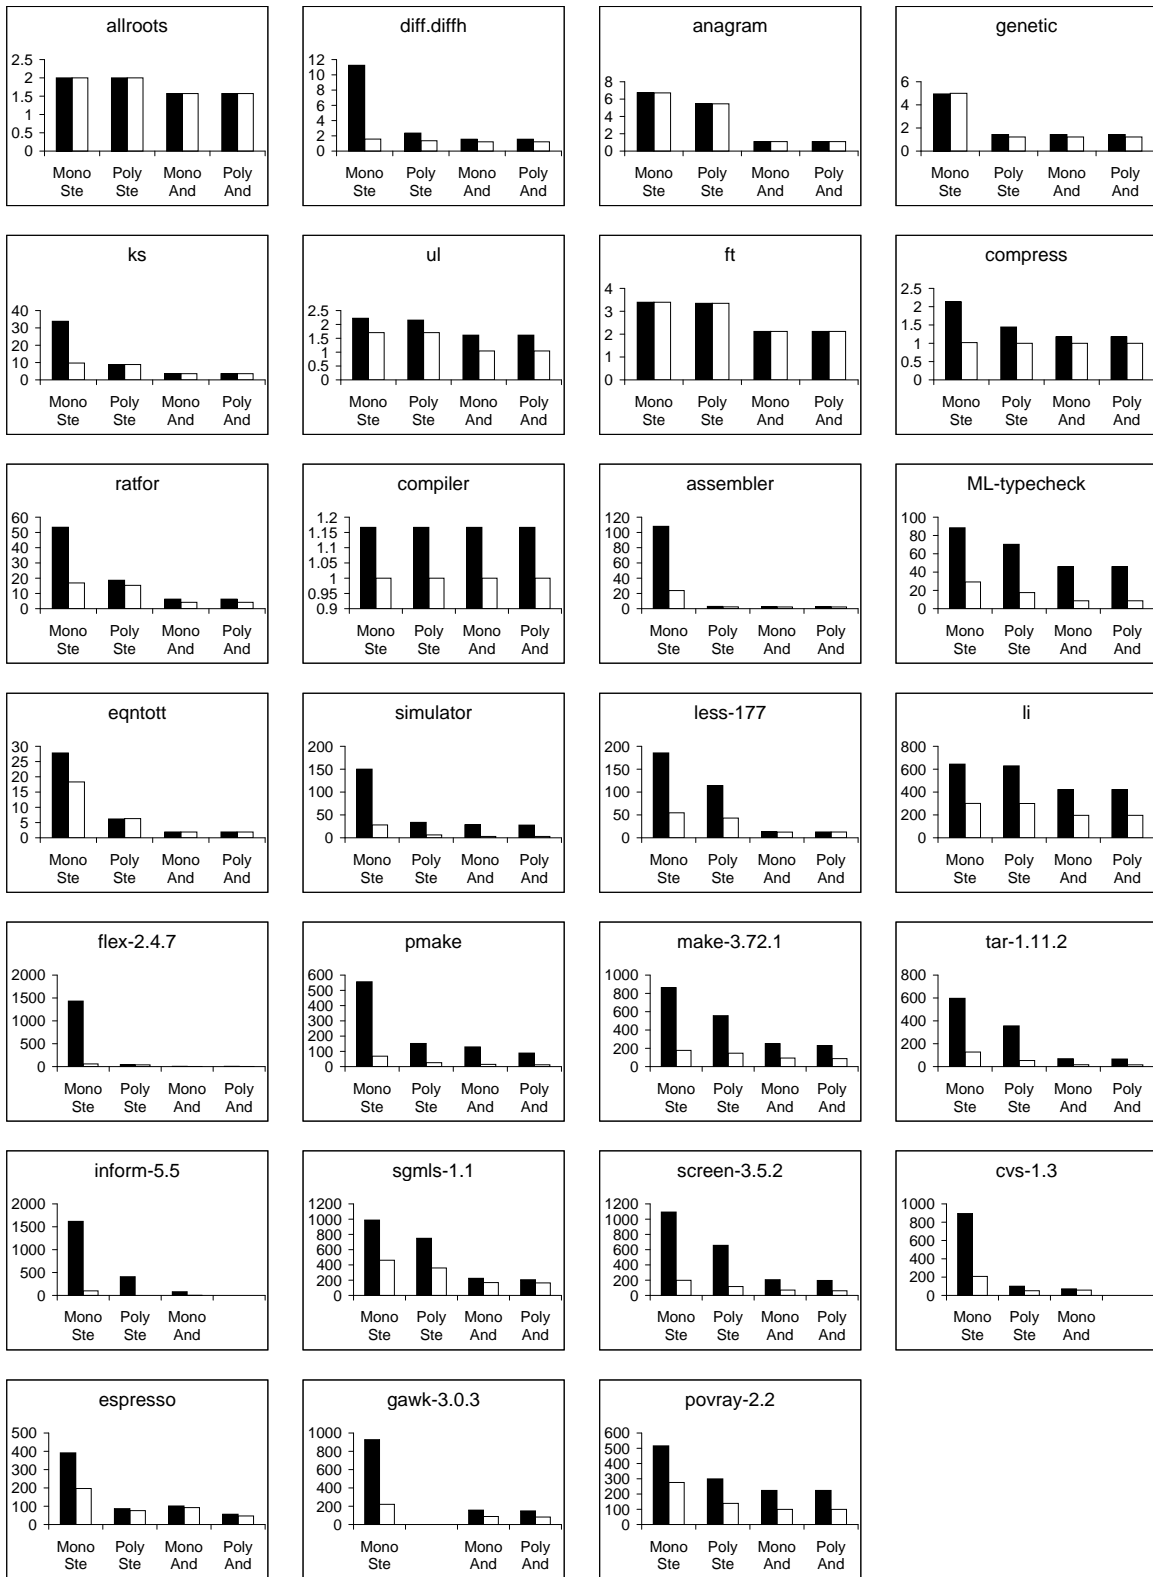 allroots
2.5
2
1.5
1
0.5
0
Mono Poly Mono Poly
Ste Ste And And
diff.diffh
12
10
8
6
4
2
0
Mono Poly Mono Poly
Ste Ste And And
anagram
8
6
4
2
0
Mono Poly Mono Poly
Ste Ste And And
genetic
6
4
2
0
Mono Poly Mono Poly
Ste Ste And And
ks
40
30
20
10
0
Mono Poly Mono Poly
Ste Ste And And
ul
2.5
2
1.5
1
0.5
0
Mono Poly Mono Poly
Ste Ste And And
ft
4
3
2
1
0
Mono Poly Mono Poly
Ste Ste And And
compress
2.5
2
1.5
1
0.5
0
Mono Poly Mono Poly
Ste Ste And And
ratfor
60
50
40
30
20
10
0
Mono Poly Mono Poly
Ste Ste And And
compiler
1.2
1.15
1.1
1.05
1
0.95
0.9
Mono Poly Mono Poly
Ste Ste And And
assembler
120
100
80
60
40
20
0
Mono Poly Mono Poly
Ste Ste And And
ML-typecheck
100
80
60
40
20
0
Mono Poly Mono Poly
Ste Ste And And
eqntott
30
25
20
15
10
5
0
Mono Poly Mono Poly
Ste Ste And And
simulator
200
150
100
50
0
Mono Poly Mono Poly
Ste Ste And And
less-177
200
150
100
50
0
Mono Poly Mono Poly
Ste Ste And And
li
800
600
400
200
0
Mono Poly Mono Poly
Ste Ste And And
flex-2.4.7
2000
1500
1000
500
0
Mono Poly Mono Poly
Ste Ste And And
pmake
600
500
400
300
200
100
0
Mono Poly Mono Poly
Ste Ste And And
make-3.72.1
1000
800
600
400
200
0
Mono Poly Mono Poly
Ste Ste And And
tar-1.11.2
800
600
400
200
0
Mono Poly Mono Poly
Ste Ste And And
inform-5.5
2000
1500
1000
500
0
Mono Poly Mono
Ste Ste And
sgmls-1.1
1200
1000
800
600
400
200
0
Mono Poly Mono Poly
Ste Ste And And
screen-3.5.2
1200
1000
800
600
400
200
0
Mono Poly Mono Poly
Ste Ste And And
cvs-1.3
1000
800
600
400
200
0
Mono Poly Mono
Ste Ste And
espresso
500
400
300
200
100
0
Mono Poly Mono Poly
Ste Ste And And
gawk-3.0.3
1000
800
600
400
200
0
Mono Mono Poly
Ste And And
povray-2.2
600
500
400
300
200
100
0
Mono Poly Mono Poly
Ste Ste And And